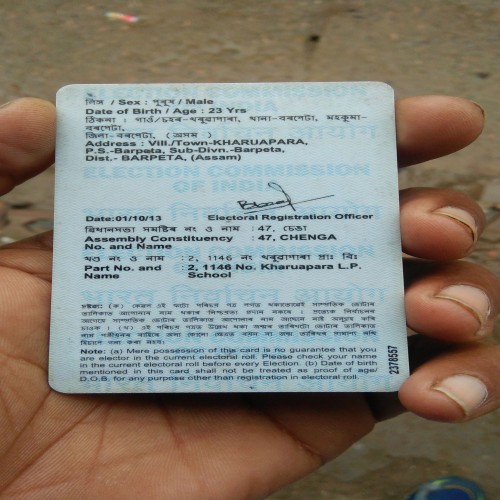 লিঙ্গ / Sex : পুৰুষ / Male
Date of Birth / Age : 23 Yrs
ঠিকনা : গাওঁ/চহৰ-খৰুৱাপাৰা, থানা-বৰপেটা, মহকুমা-
বৰপেটা,
জিলা-বৰপেটা, (অসম)
Address : Vill./Town-KHARUAPARA,
P.S.-Barpeta, Sub-Divn.-Barpeta,
Dist.- BARPETA, (Assam)
ELECTION COMMISSION
OF INDIA
Date:01/10/13 Electoral Registration Officer
বিধানসভা সমষ্টিৰ নং ও নাম : 47, চেঙা
Assembly Constituency : 47, CHENGA
No. and Name
খণ্ড নং ও নাম : 2, 1146 নং খৰুৱাপাৰা প্ৰাঃ বিঃ
Part No. and : 2, 1146 No. Kharuapara L.P.
Name School
Note: (a) Mere possession of this card is no guarantee that you
are elector in the current electoral roll. Please check your name
in the current electoral roll before every Election. (b) Date of birth
mentioned in this card shall not be treated as proof of age/
D.O.B. for any purpose other than registration in electoral roll.
2376557